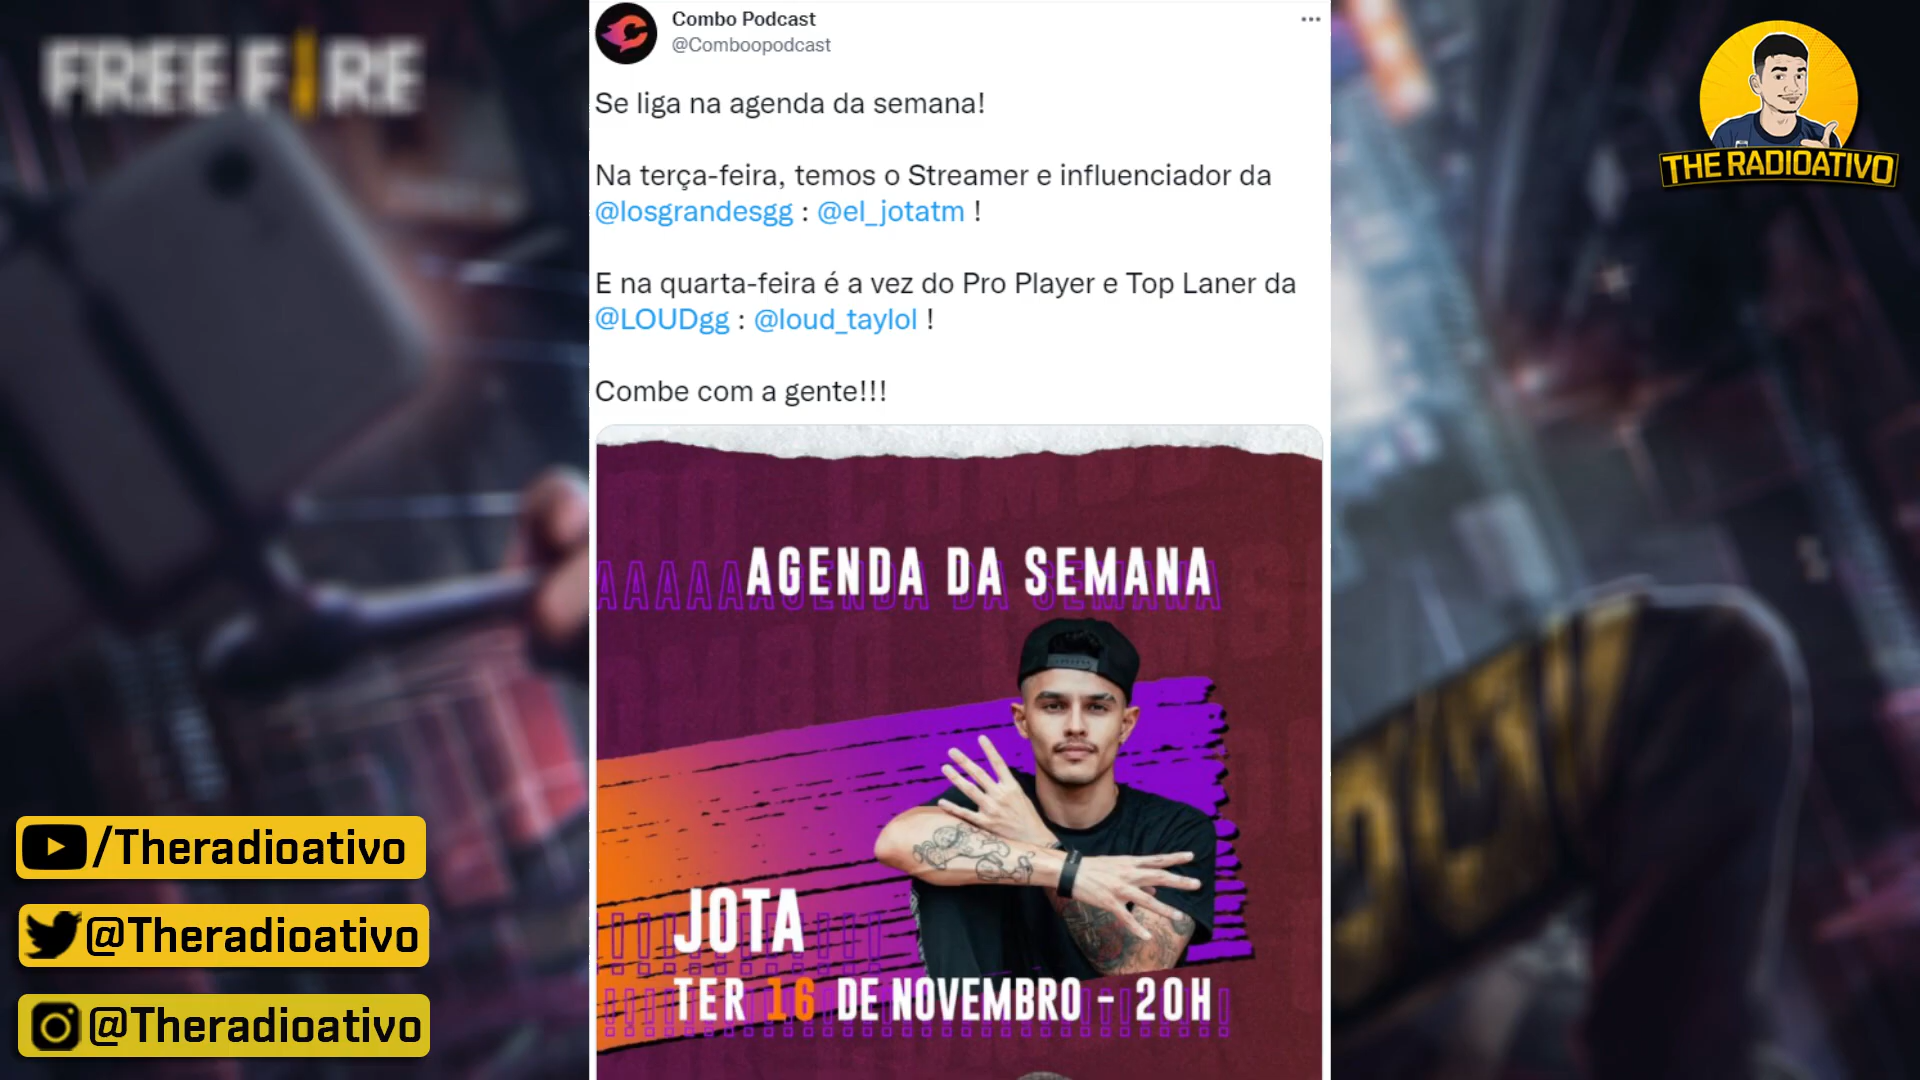 FREE FIRE
Combo Podcast
@Comboopodcast
Se liga na agenda da semana!
Na terça-feira, temos o Streamer e influenciador da
@losgrandesgg : @el_jotatm !
E na quarta-feira é a vez do Pro Player e Top Laner da
@LOUDgg : @loud_taylol !
Combe com a gente!!!
AGENDA DA SEMANA
JOTA
TER 16 DE NOVEMBRO - 20H
THE RADIOATIVO
/Theradioativo
@Theradioativo
@Theradioativo